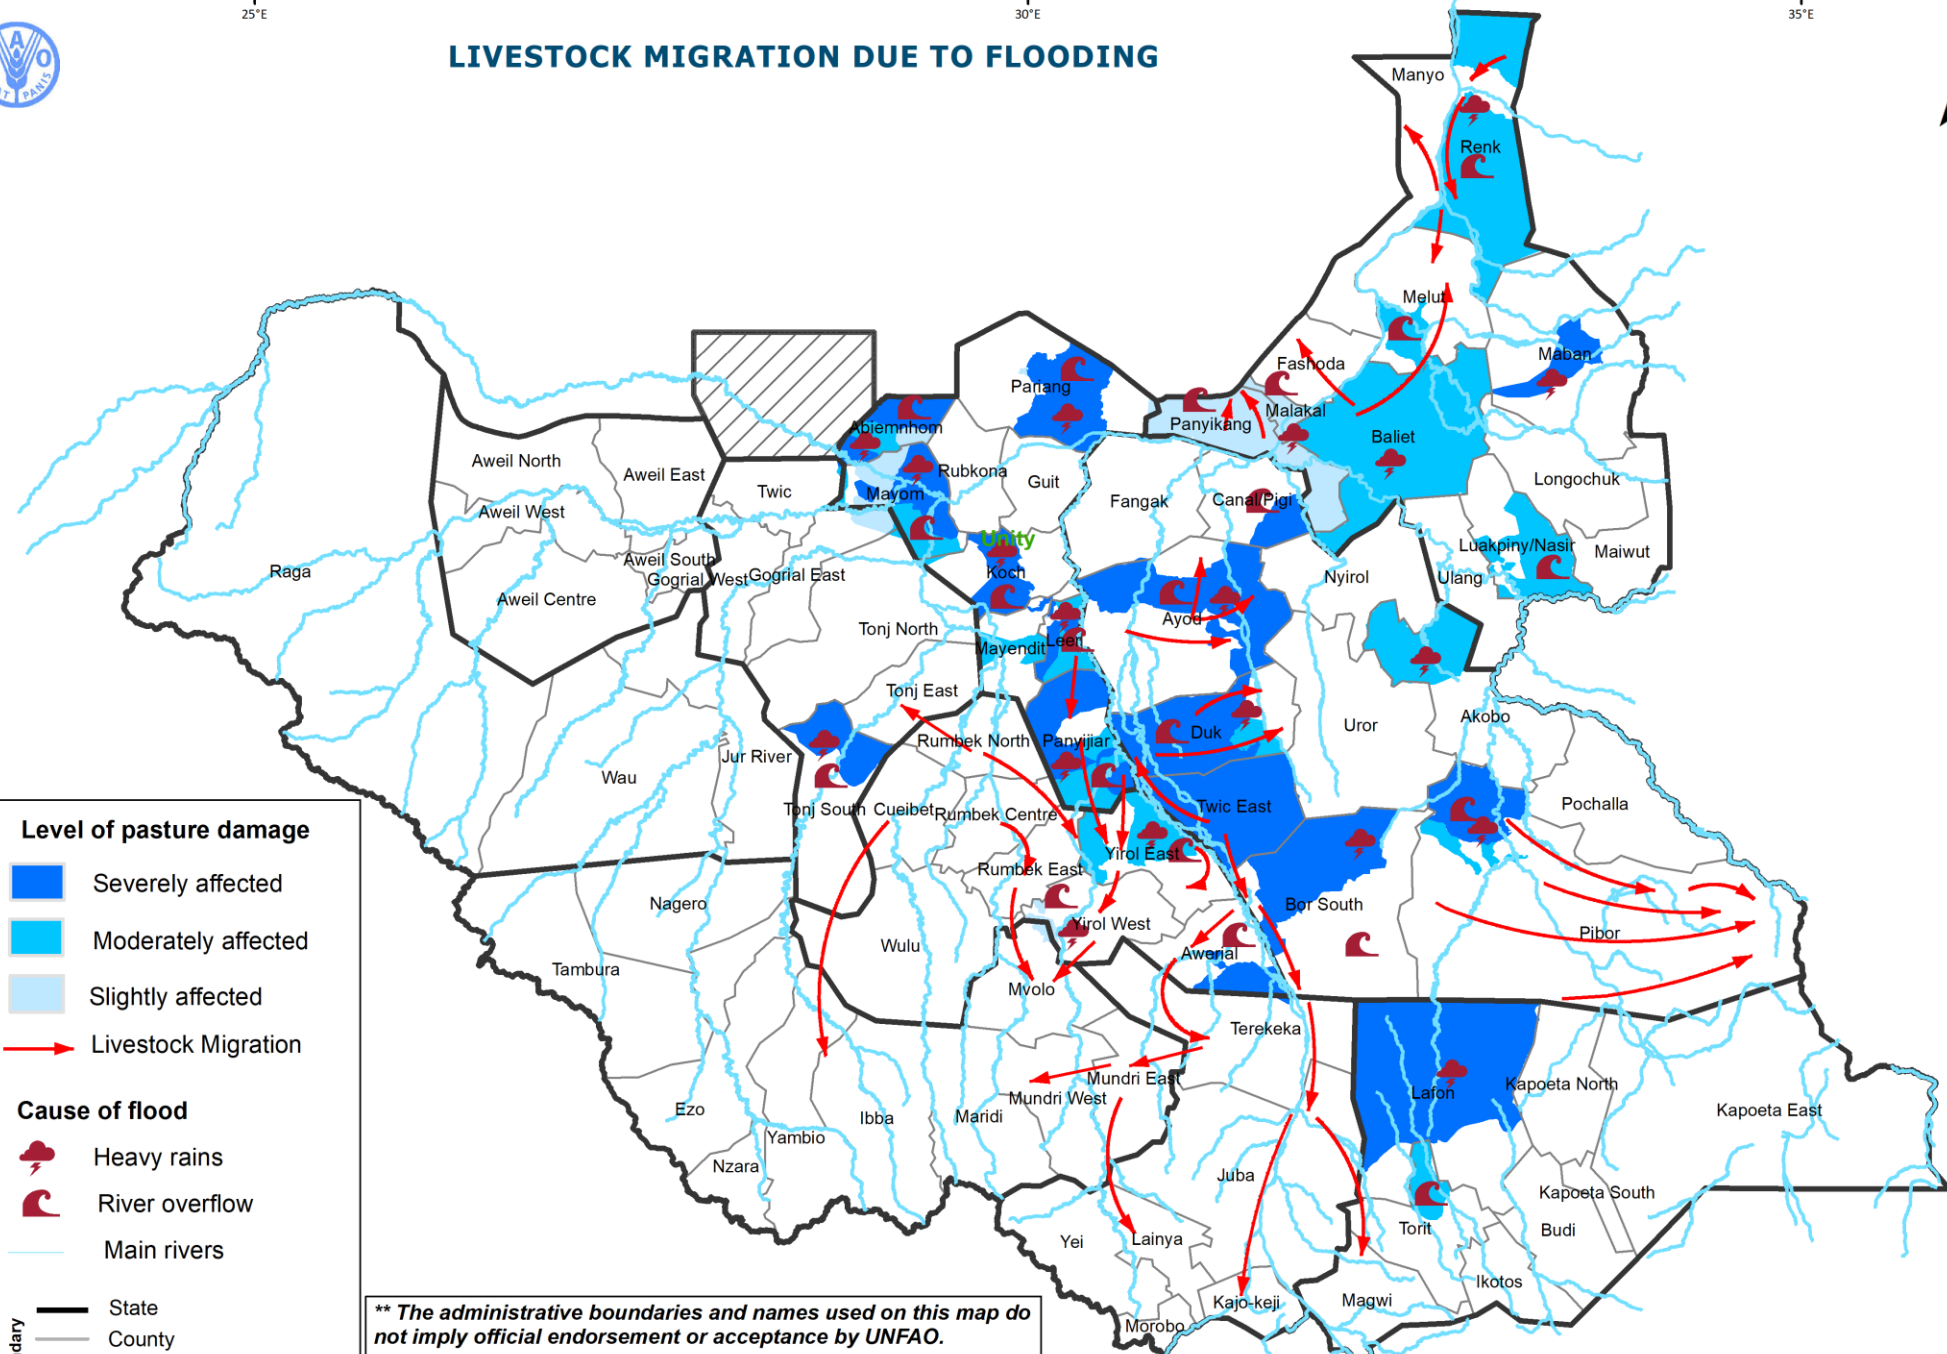 25°E
30°E
35°E
A
O
AT PANIS
LIVESTOCK MIGRATION DUE TO FLOODING
Manyo
Renk
Melut
Maban
Fashoda
Pariang
Malakal
Panyikang
Abiemnhom
Baliet
Aweil North
Aweil East
Rubkona
Guit
Longochuk
Twic
Mayom
Fangak
Canal/Pigi
Aweil West
Unity
Luakpiny/Nasir
Maiwut
Aweil South
Raga
Gogrial West
Gogrial East
Koch
Nyirol
Ulang
Aweil Centre
Ayod
Tonj North
Leer
Mayendit
Tonj East
Akobo
Uror
Rumbek North
Panyijiar
Duk
Jur River
Wau
Pochalla
Tonj South
Cueibet
Rumbek Centre
Twic East
Yirol East
Rumbek East
Nagero
Bor South
Yirol West
Pibor
Wulu
Awerial
Tambura
Mvolo
Terekeka
Mundri East
Kapoeta North
Lafon
Mundri West
Ezo
Ibba
Maridi
Kapoeta East
Yambio
Nzara
Juba
Kapoeta South
Torit
Budi
Yei
Lainya
Ikotos
Kajo-keji
Magwi
Morobo
Level of pasture damage
Severely affected
Moderately affected
Slightly affected
Livestock Migration
Cause of flood
Heavy rains
River overflow
Main rivers
State
County
dary
** The administrative boundaries and names used on this map do
not imply official endorsement or acceptance by UNFAO.